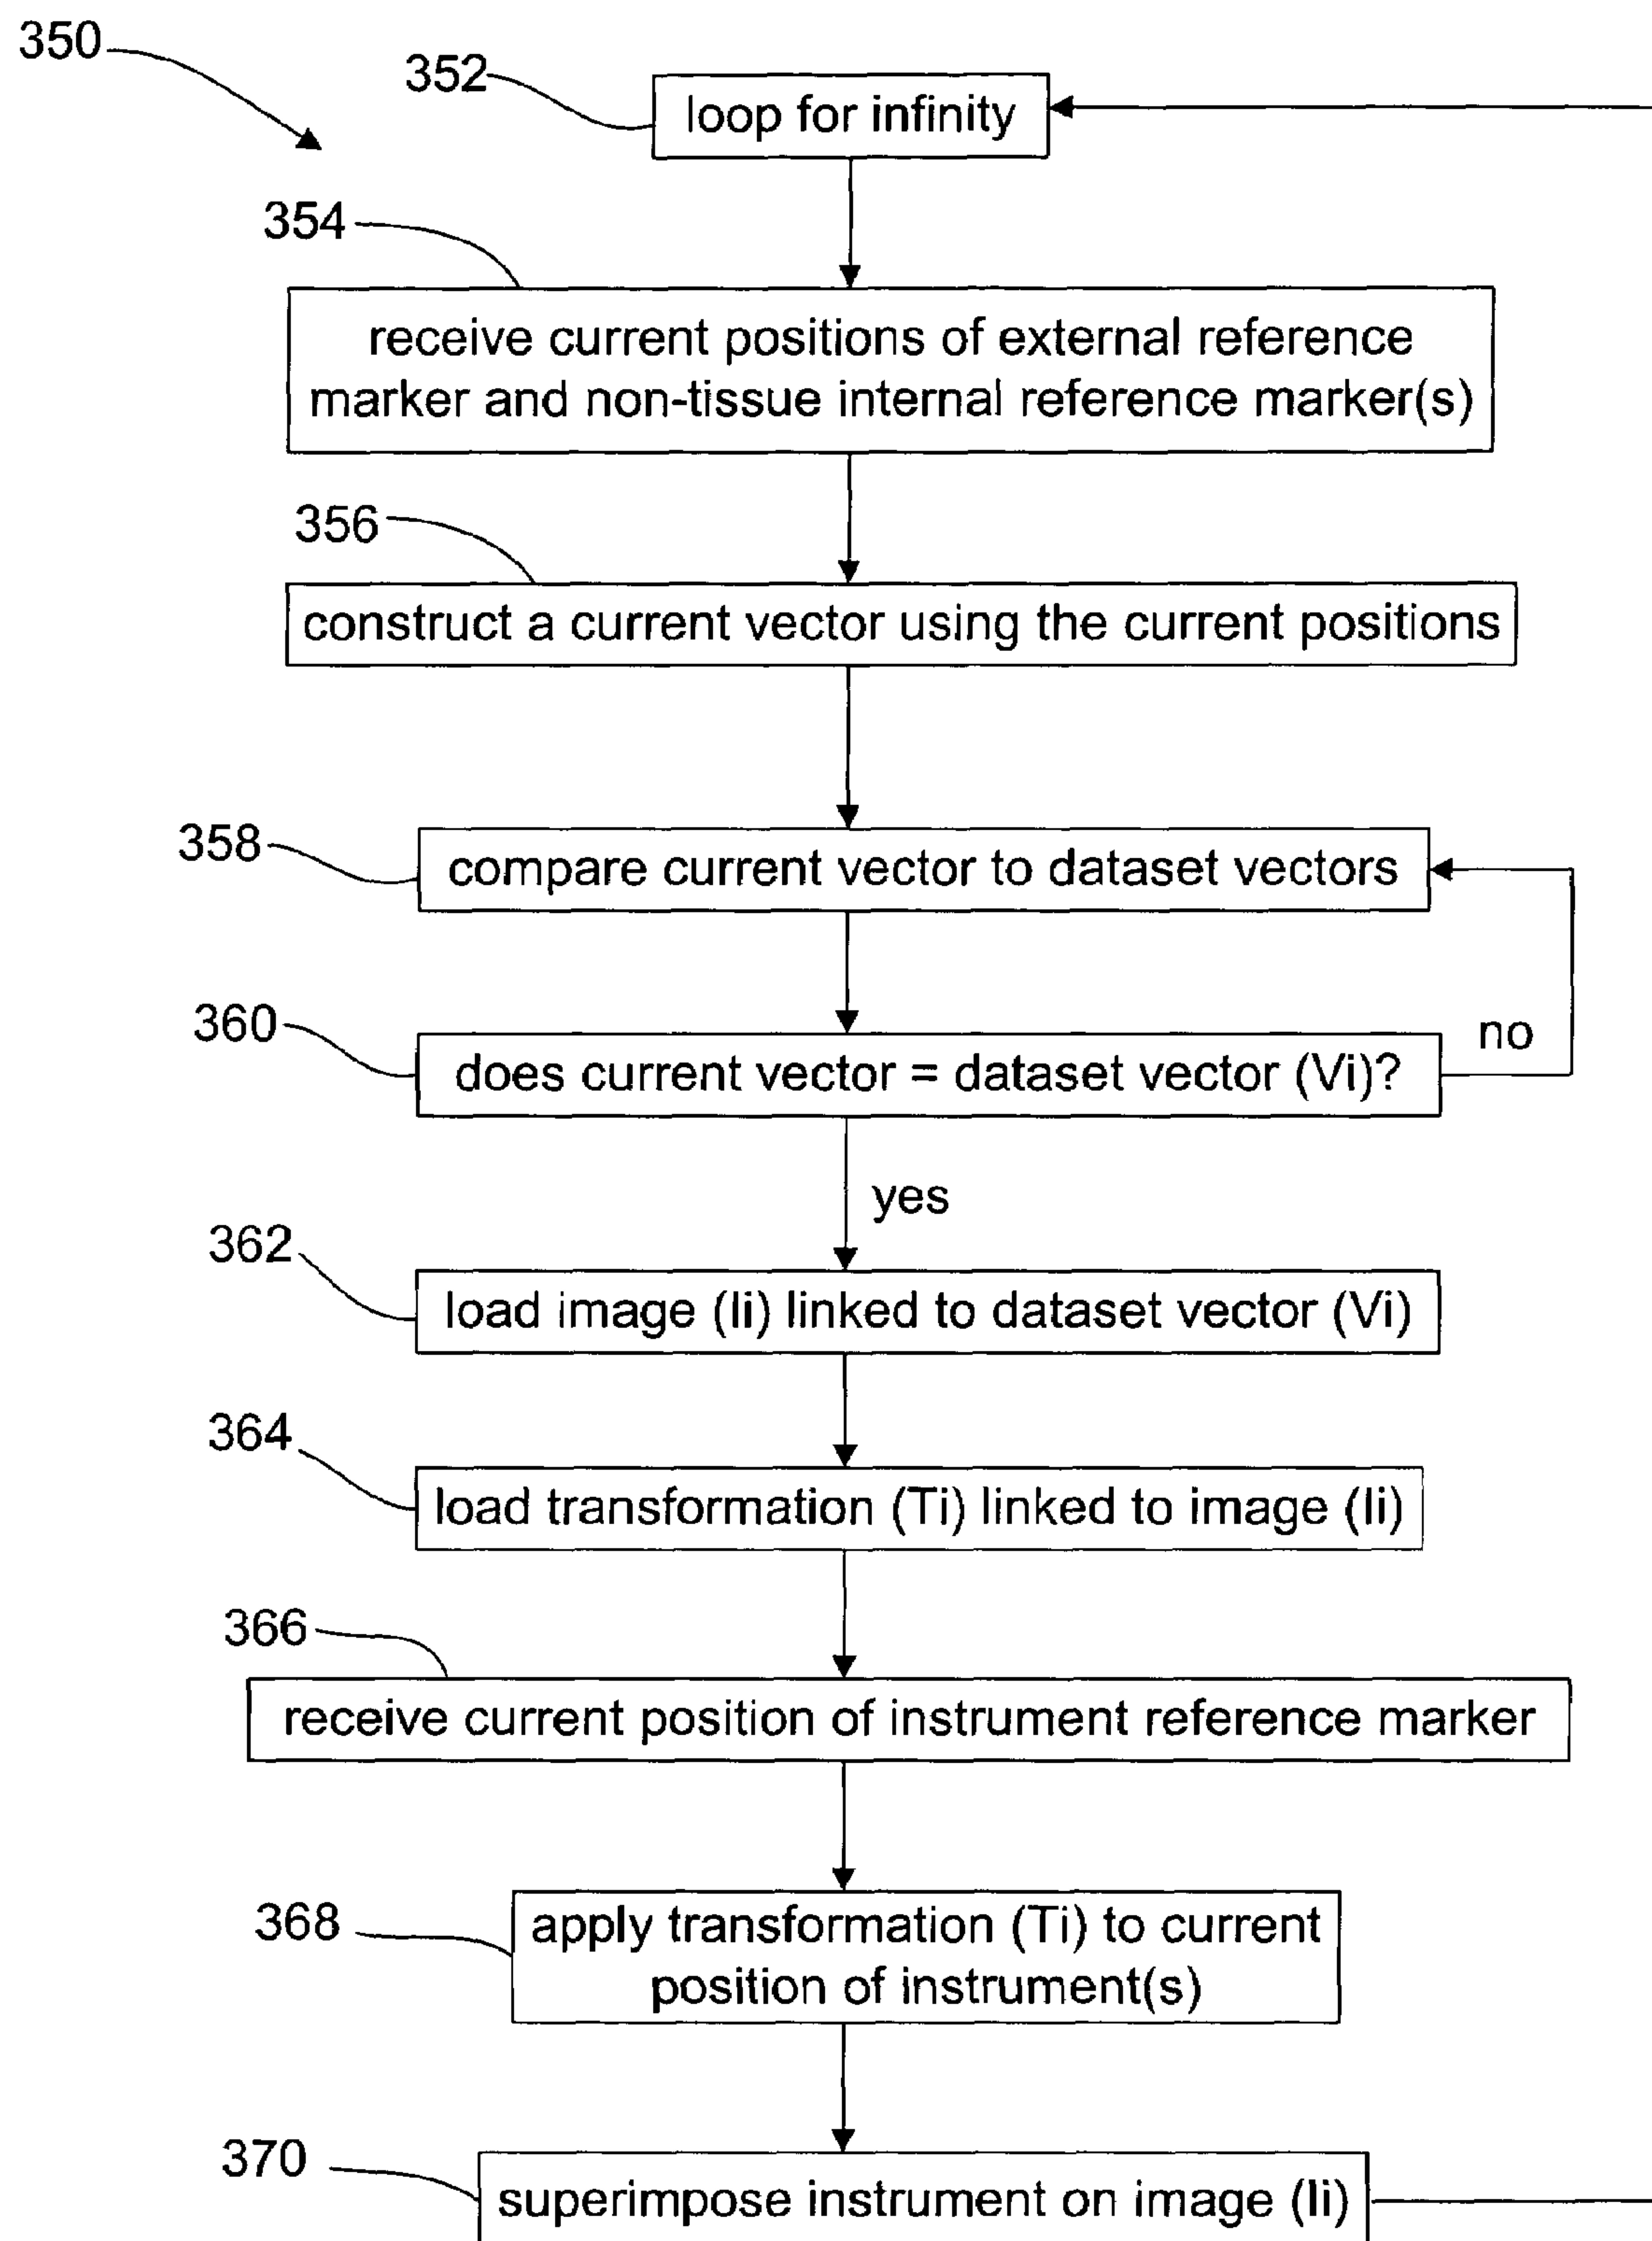 350
352
loop for infinity
354
receive current positions of external reference
marker and non-tissue internal reference marker(s)
356
construct a current vector using the current positions
358
compare current vector to dataset vectors
360
does current vector = dataset vector (Vi)?
no
yes
362
load image (Ii) linked to dataset vector (Vi)
364
load transformation (Ti) linked to image (Ii)
366
receive current position of instrument reference marker
368
apply transformation (Ti) to current
position of instrument(s)
370
superimpose instrument on image (Ii)